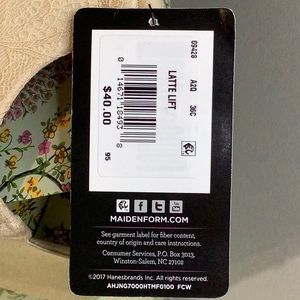 09428 A2Q 36C
LATTE LIFT
0 14671 18493 8
$40.00
95
MAIDENFORM.COM
See garment label for fiber content,
country of origin and care instructions.
Consumer Services, P.O. Box 3013,
Winston-Salem, NC 27102
©2017 Hanesbrands Inc. All rights reserved.
AHJNG7000HTMF0100 FCW